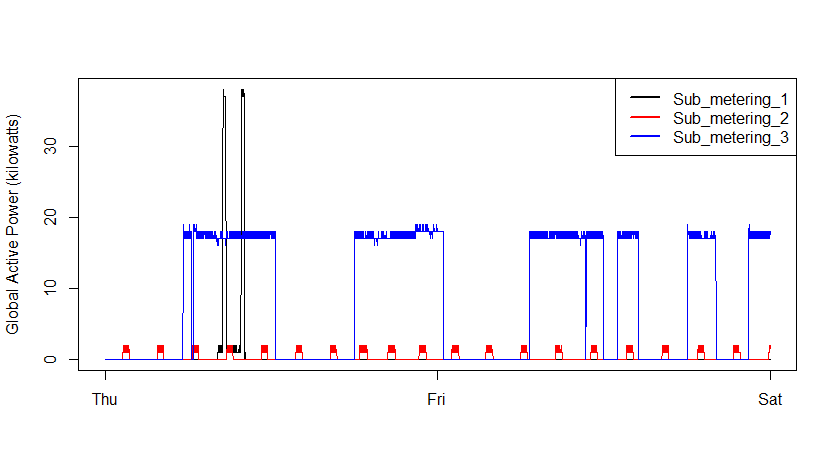 Global Active Power (kilowatts)
30
20
10
0
Sub_metering_1
Sub_metering_2
Sub_metering_3
Thu
Fri
Sat